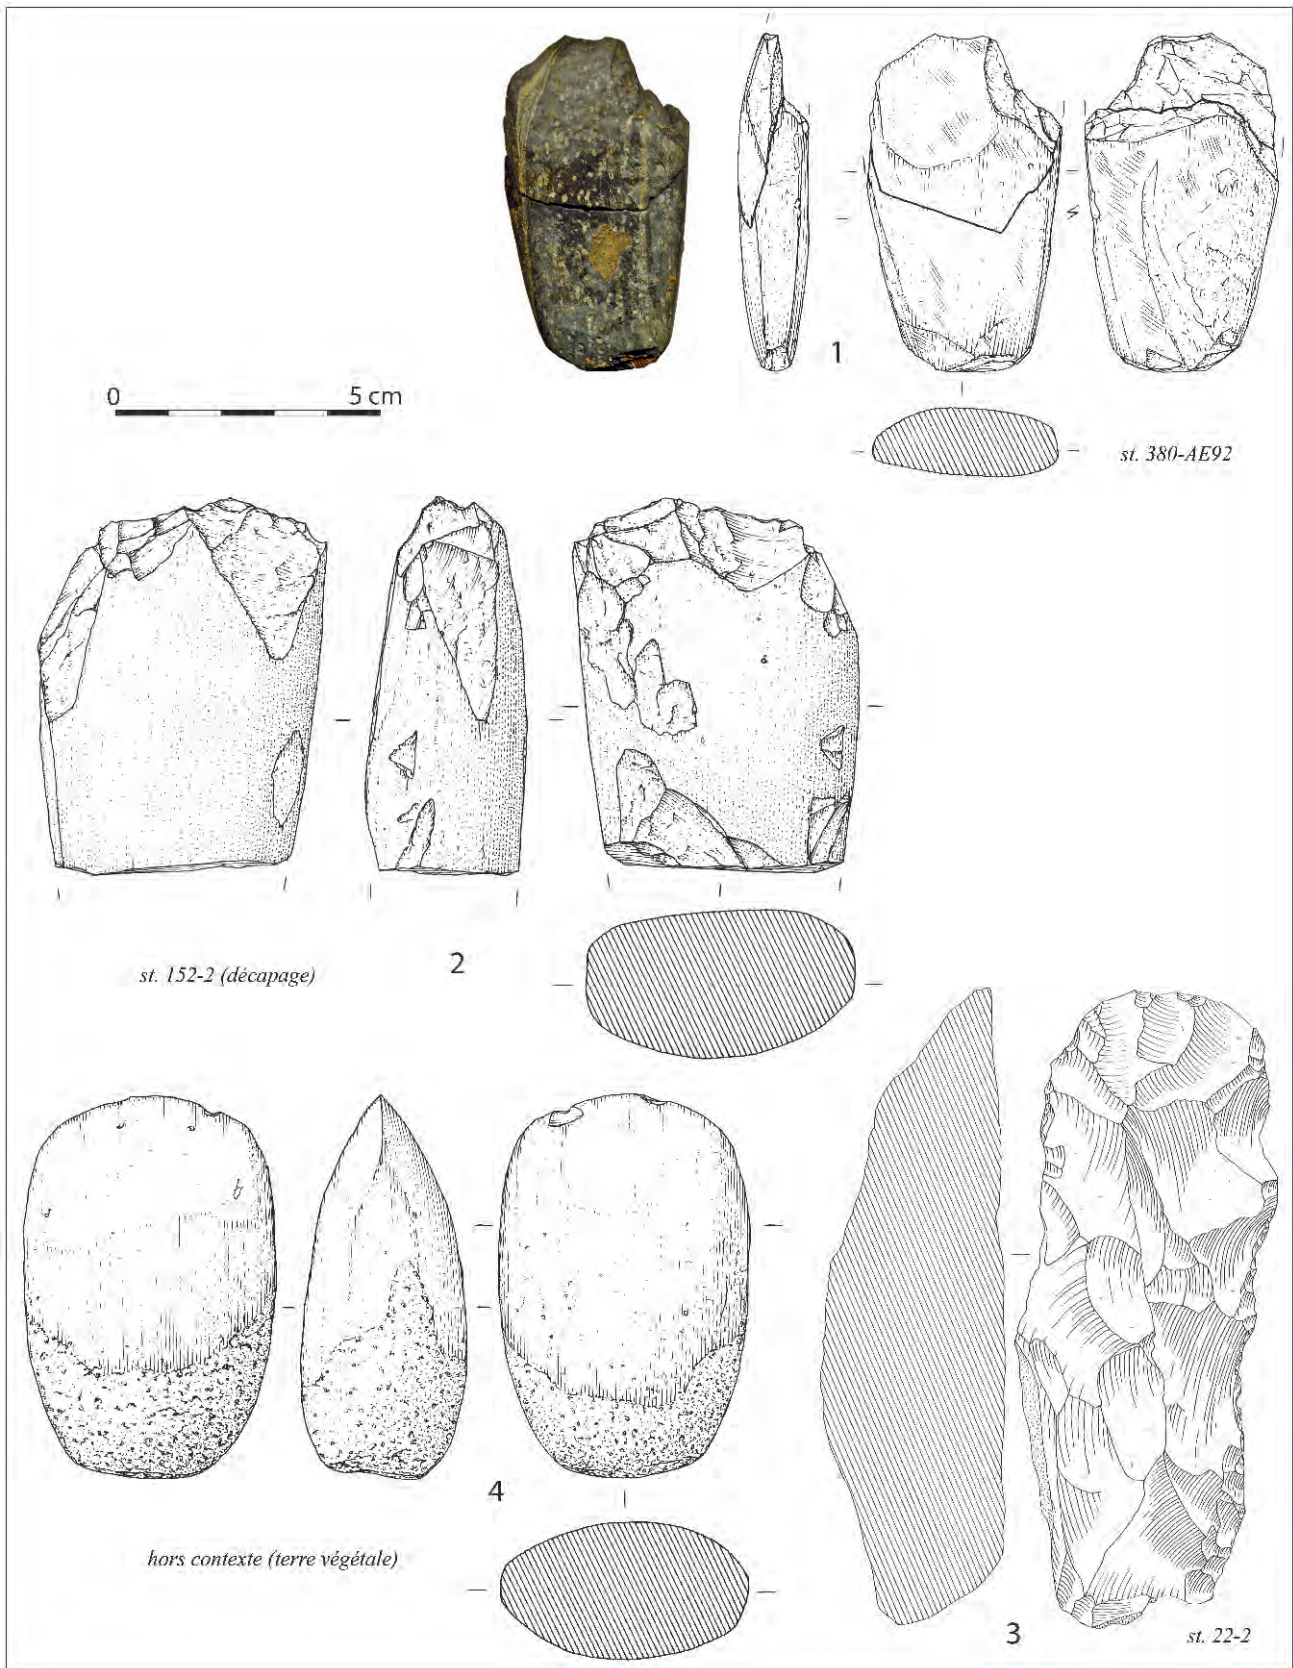 1
0 5 cm
st. 380-AE92
2
st. 152-2 (décapage)
4
hors contexte (terre végétale)
3
st. 22-2